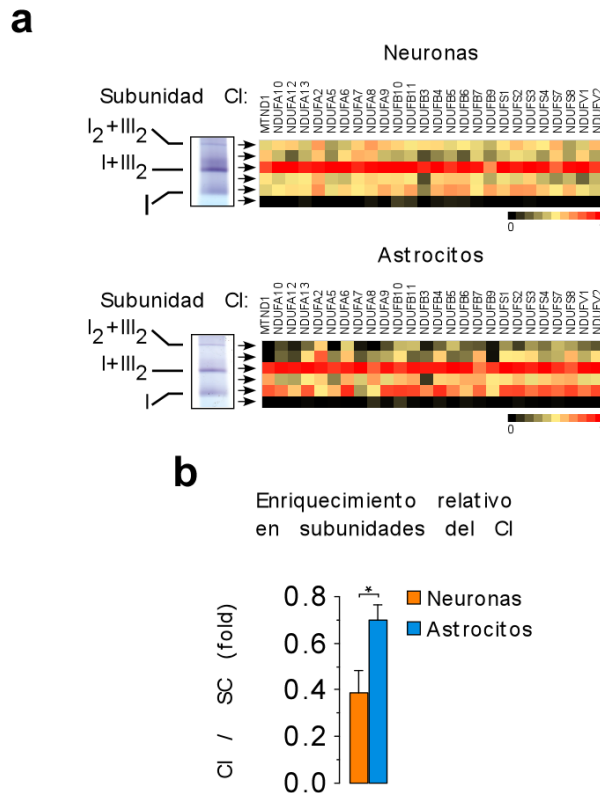 a
Neuronas
Subunidad CI:
MTND1
NDUFA10
NDUFA12
NDUFA13
NDUFA2
NDUFA5
NDUFA6
NDUFA7
NDUFA8
NDUFA9
NDUFB10
NDUFB11
NDUFB3
NDUFB4
NDUFB5
NDUFB6
NDUFB7
NDUFB9
NDUFS1
NDUFS2
NDUFS3
NDUFS4
NDUFS7
NDUFS8
NDUFV1
NDUFV2
I₂+III₂
I+III₂
I
0
Astrocitos
Subunidad CI:
MTND1
NDUFA10
NDUFA12
NDUFA13
NDUFA2
NDUFA5
NDUFA6
NDUFA7
NDUFA8
NDUFA9
NDUFB10
NDUFB11
NDUFB3
NDUFB4
NDUFB5
NDUFB6
NDUFB7
NDUFB9
NDUFS1
NDUFS2
NDUFS3
NDUFS4
NDUFS7
NDUFS8
NDUFV1
NDUFV2
I₂+III₂
I+III₂
I
0
b
Enriquecimiento relativo
en subunidades del CI
CI / SC (fold)
0.8
0.6
0.4
0.2
0.0
*
Neuronas
Astrocitos